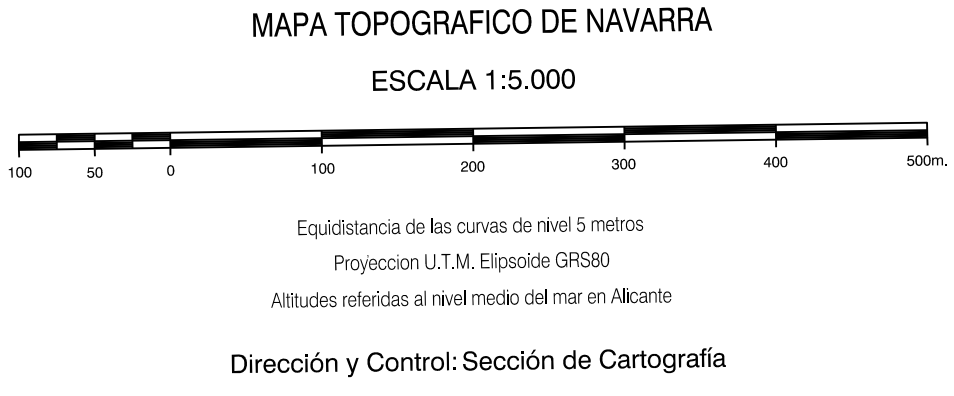 MAPA TOPOGRAFICO DE NAVARRA
ESCALA 1:5.000
100 50 0 100 200 300 400 500m.
Equidistancia de las curvas de nivel 5 metros
Proyeccion U.T.M. Elipsoide GRS80
Altitudes referidas al nivel medio del mar en Alicante
Dirección y Control: Sección de Cartografía